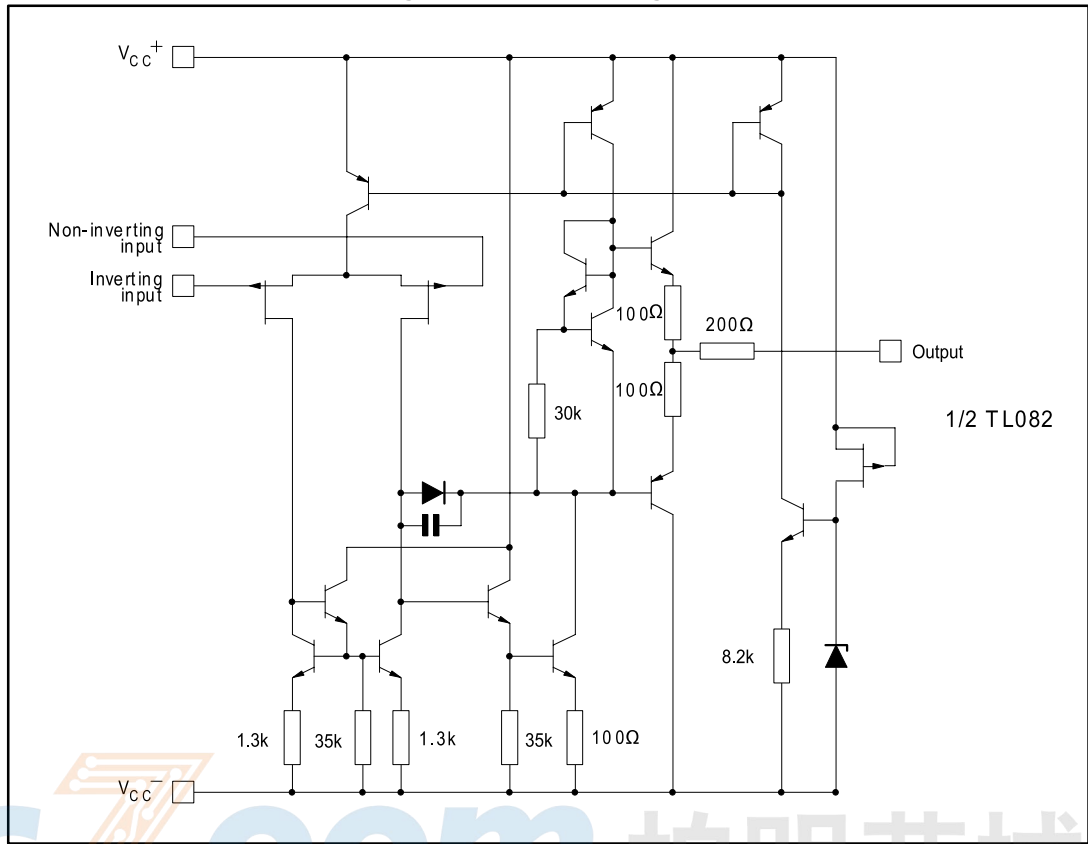 VCC+
Non-inverting
input
Inverting
input
100Ω
200Ω
Output
100Ω
30k
1/2 TL082
8.2k
1.3k
35k
1.3k
35k
100Ω
VCC−